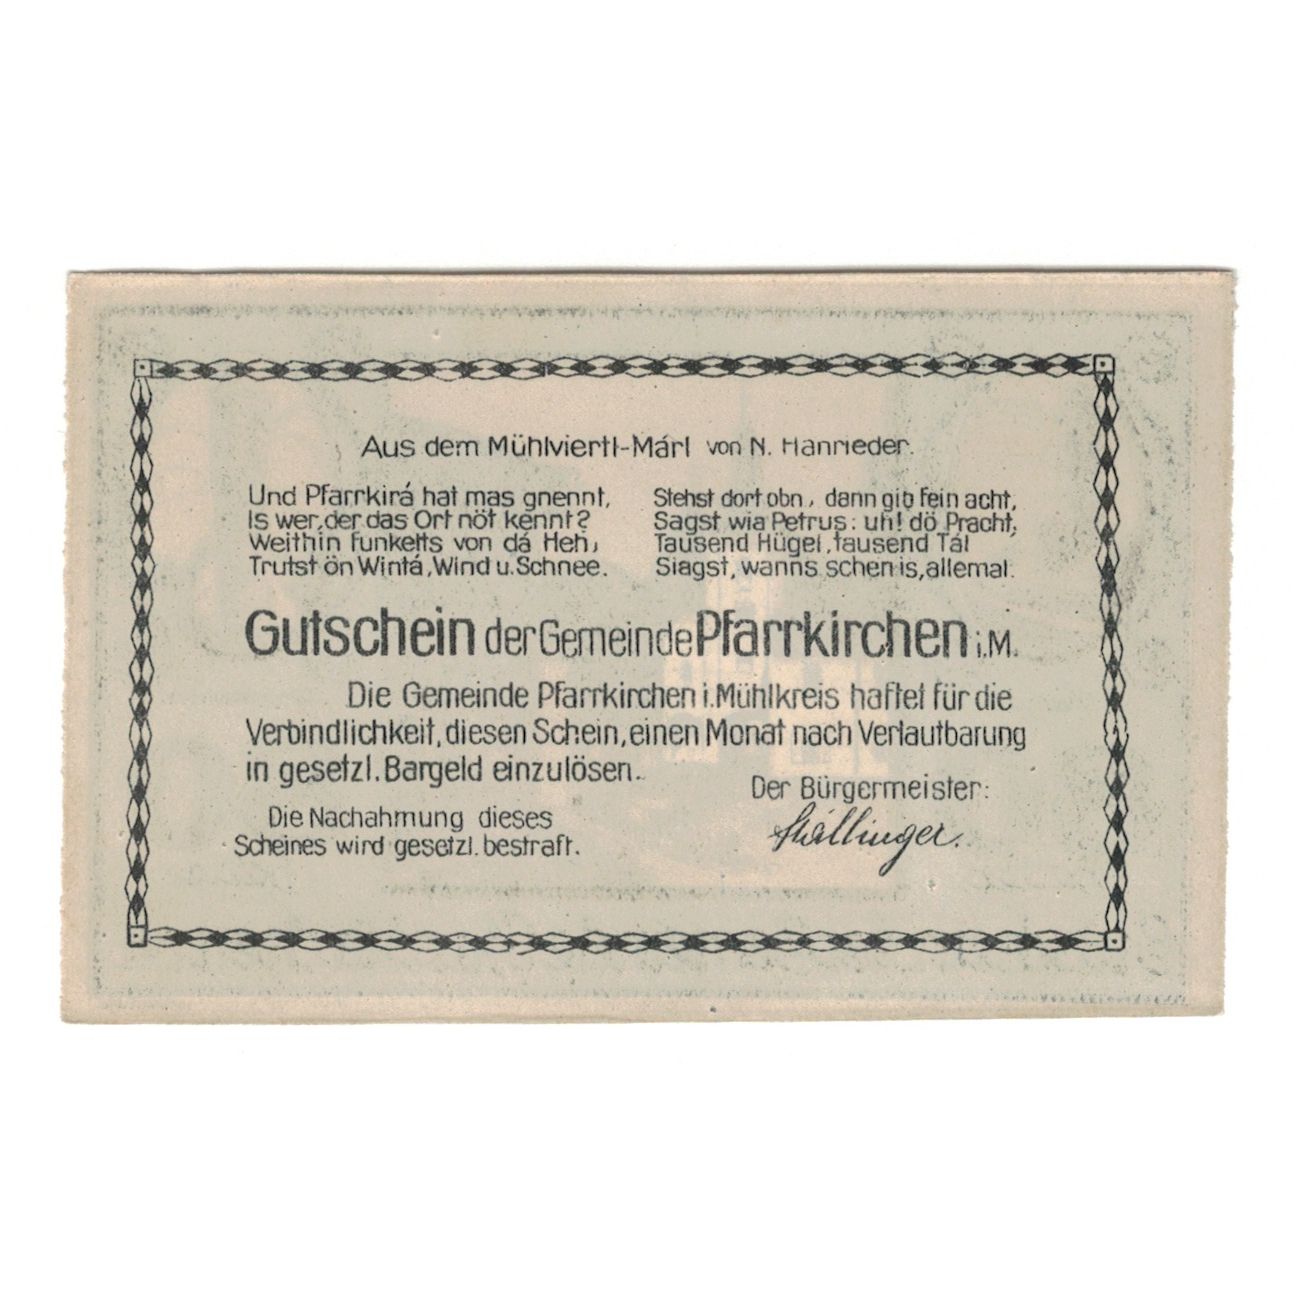 Aus dem Mühlviertl-Márl von N. Hanrieder.
Und Pfarrkirá hat mas gnennt,
Is wer, der das Ort nöt kennt?
Weithin funkelts von dá Heh,
Trutst ön Wintá, Wind u. Schnee.
Stehst dort obn, dann gib fein acht,
Sagst wia Petrus: uh! dö Pracht,
Tausend Hügel, tausend Tál
Siagst, wanns schen is, allemal.
Gutschein der Gemeinde Pfarrkirchen i.M.
Die Gemeinde Pfarrkirchen i. Mühlkreis haftet für die
Verbindlichkeit, diesen Schein, einen Monat nach Verlautbarung
in gesetzl. Bargeld einzulösen.
Der Bürgermeister:
Die Nachahmung dieses
Scheines wird gesetzl. bestraft.